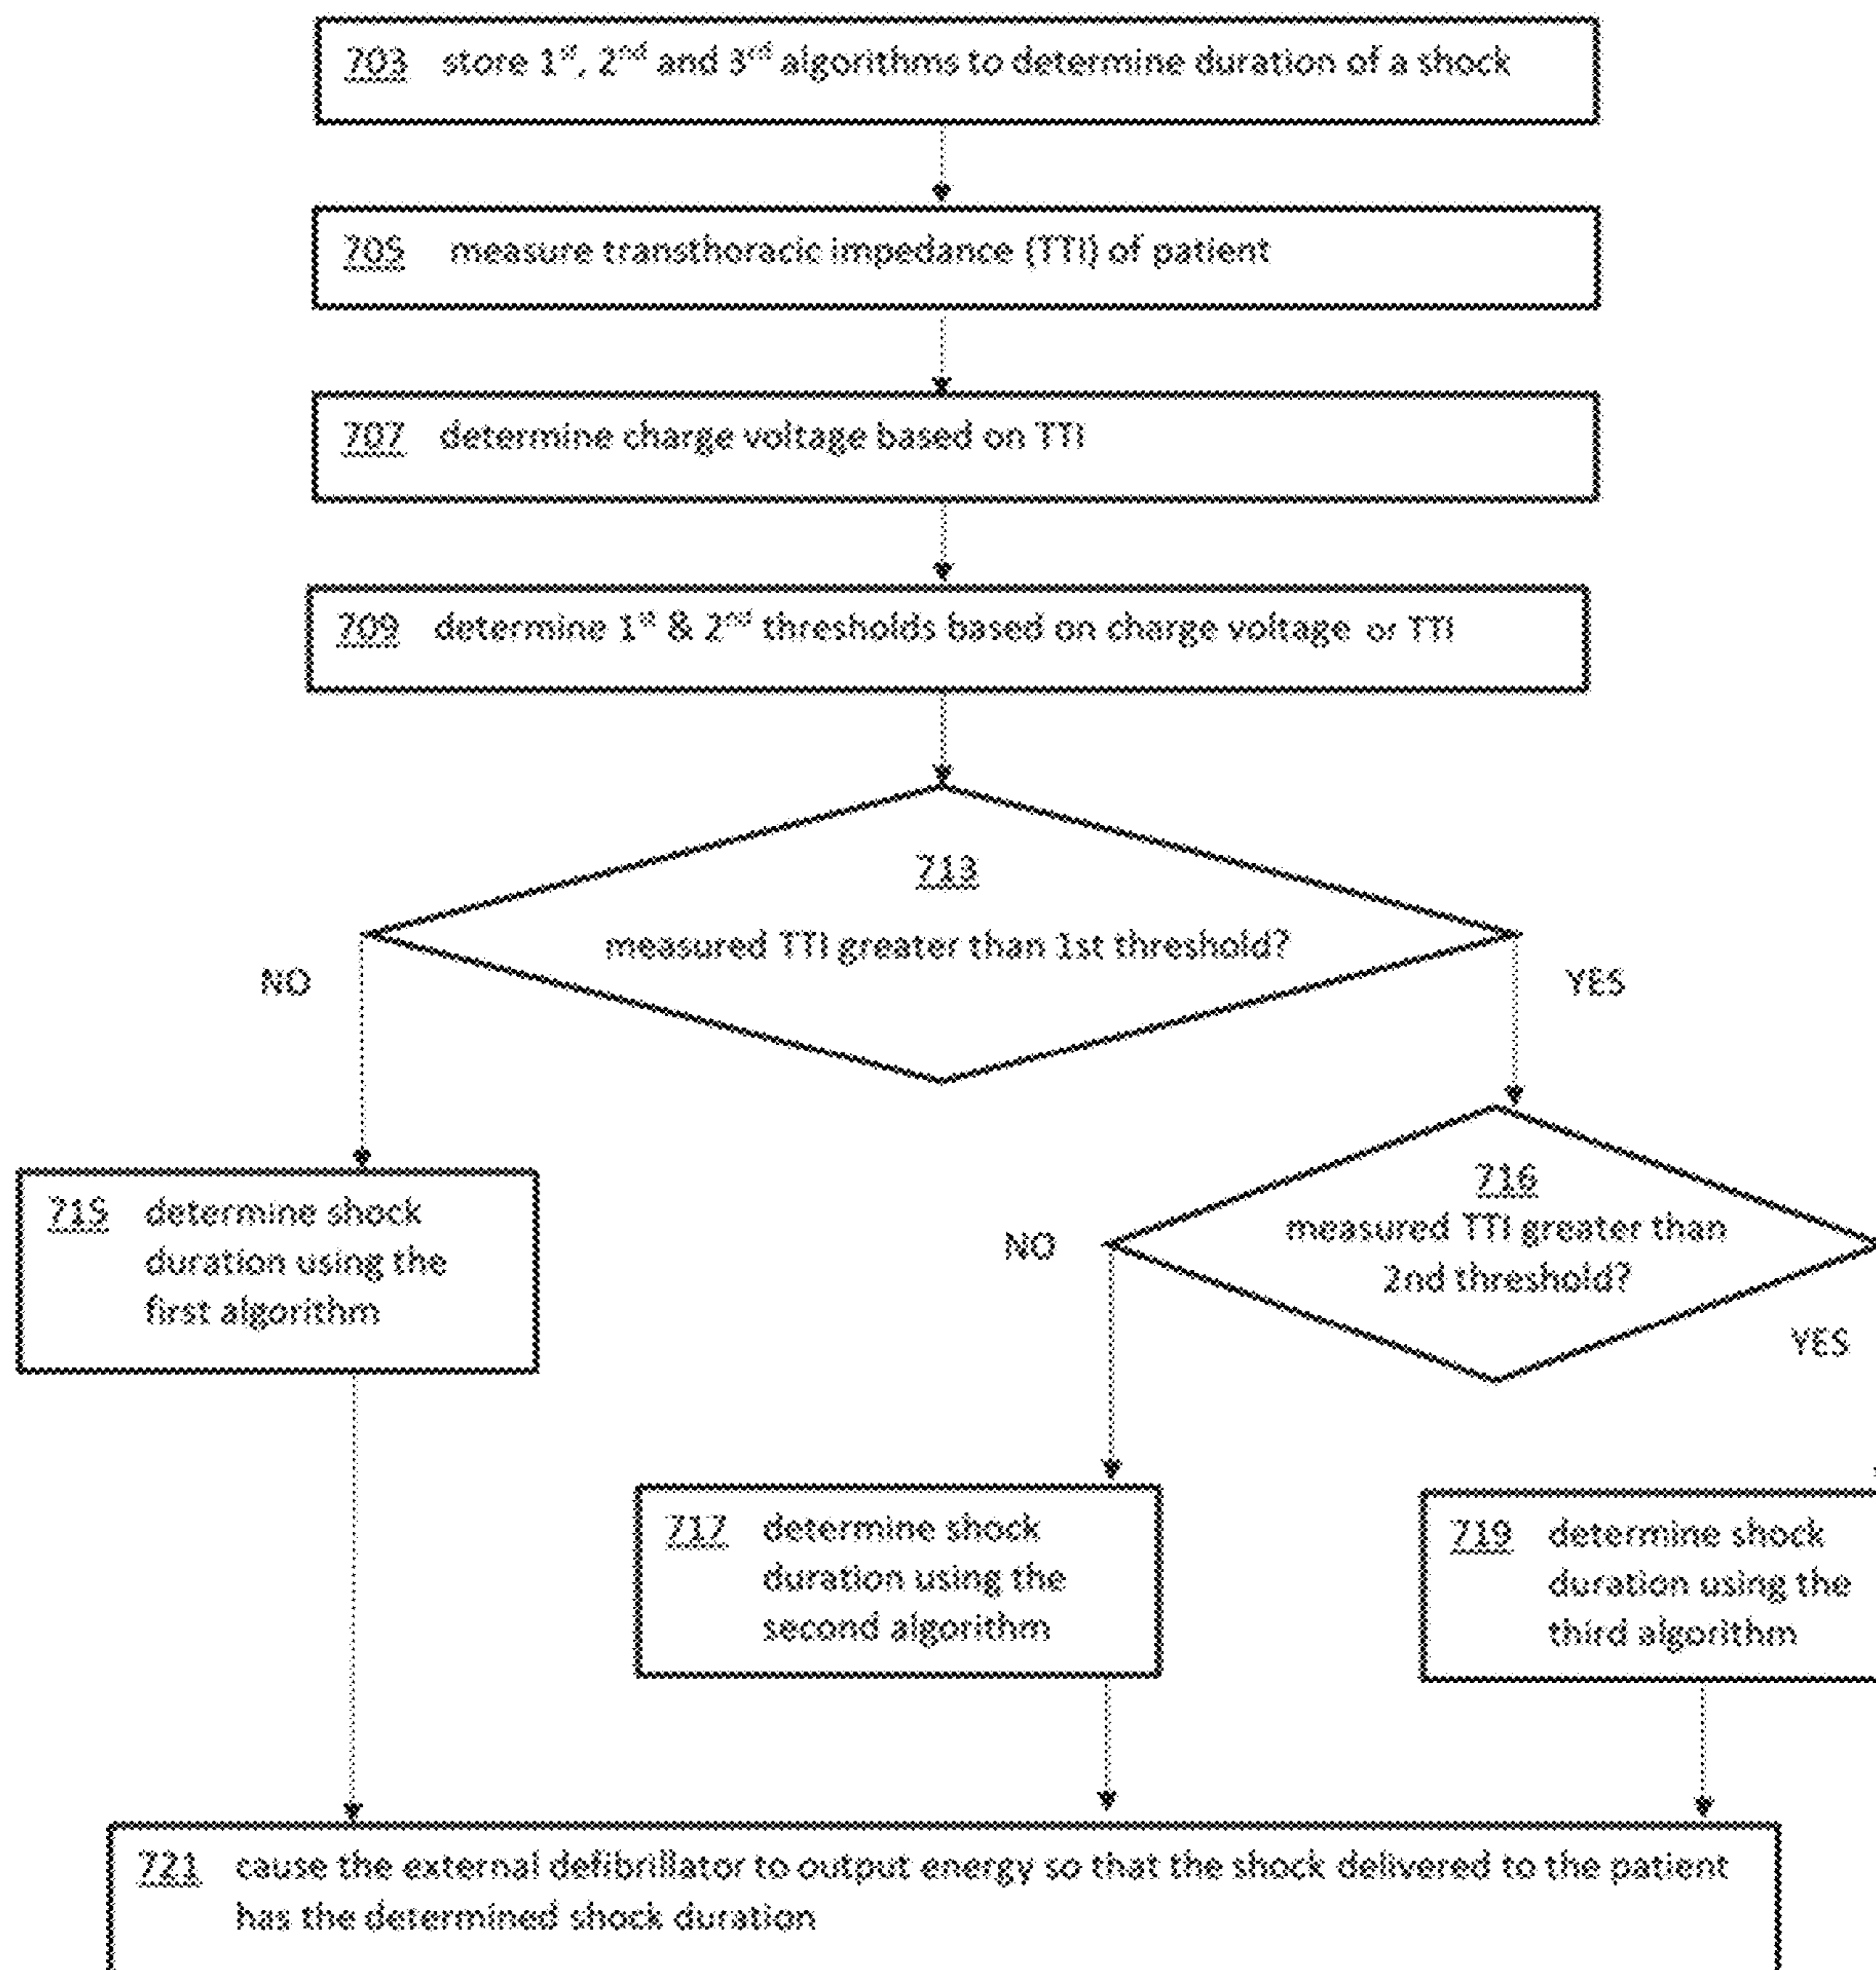 703 store 1st, 2nd and 3rd algorithms to determine duration of a shock
705 measure transthoracic impedance (TTI) of patient
707 determine charge voltage based on TTI
709 determine 1st & 2nd thresholds based on charge voltage or TTI
713
measured TTI greater than 1st threshold?
NO
YES
715 determine shock
duration using the
first algorithm
716
measured TTI greater than
2nd threshold?
NO
YES
717 determine shock
duration using the
second algorithm
719 determine shock
duration using the
third algorithm
721 cause the external defibrillator to output energy so that the shock delivered to the patient
has the determined shock duration